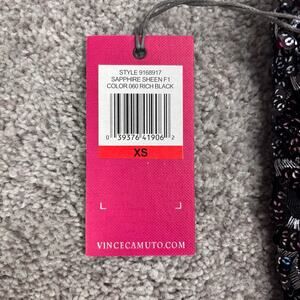 STYLE 9168917
SAPPHIRE SHEEN F1
COLOR 060 RICH BLACK
0 39376 41906 2
XS
VINCECAMUTO.COM